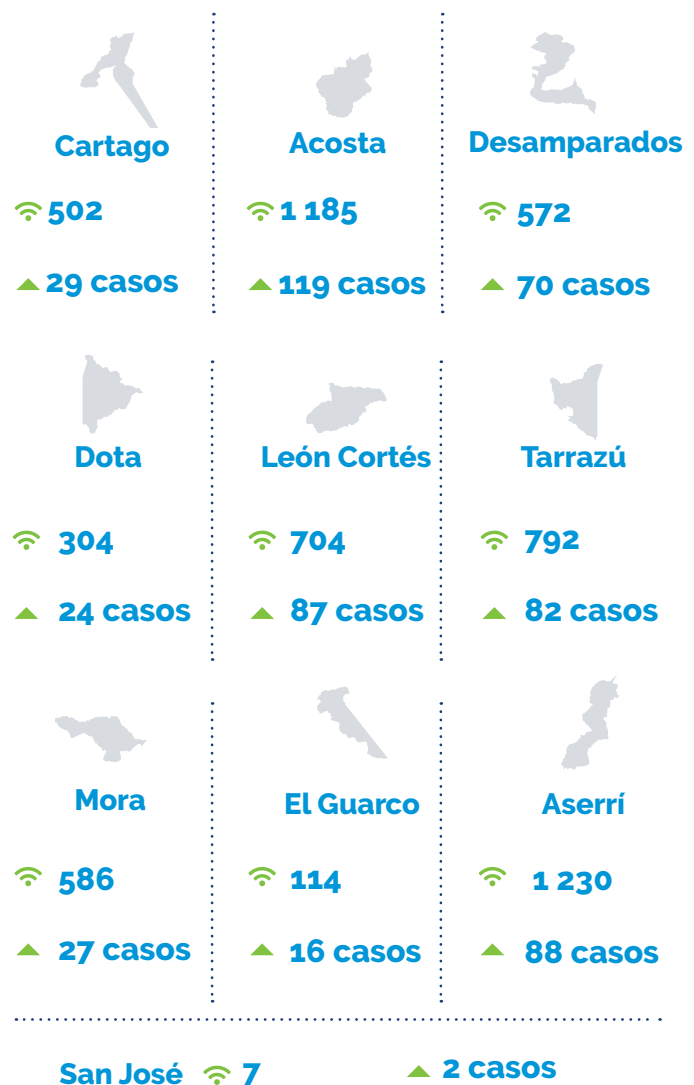 Cartago
502
29 casos
Acosta
1 185
119 casos
Desamparados
572
70 casos
Dota
304
24 casos
León Cortés
704
87 casos
Tarrazú
792
82 casos
Mora
586
27 casos
El Guarco
114
16 casos
Aserrí
1 230
88 casos
San José 7 2 casos